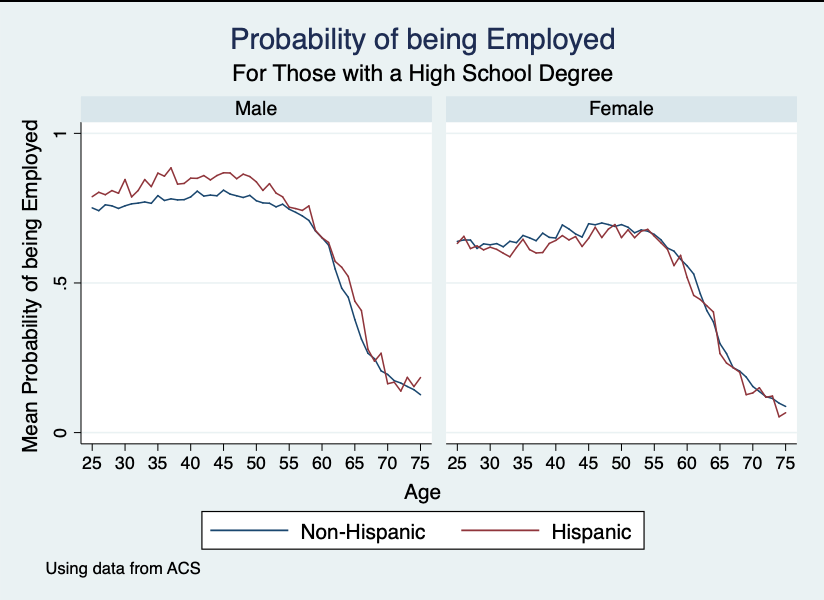 Probability of being Employed
For Those with a High School Degree
Male Female
Mean Probability of being Employed
1
.5
0
25 30 35 40 45 50 55 60 65 70 75 25 30 35 40 45 50 55 60 65 70 75
Age
Non-Hispanic Hispanic
Using data from ACS